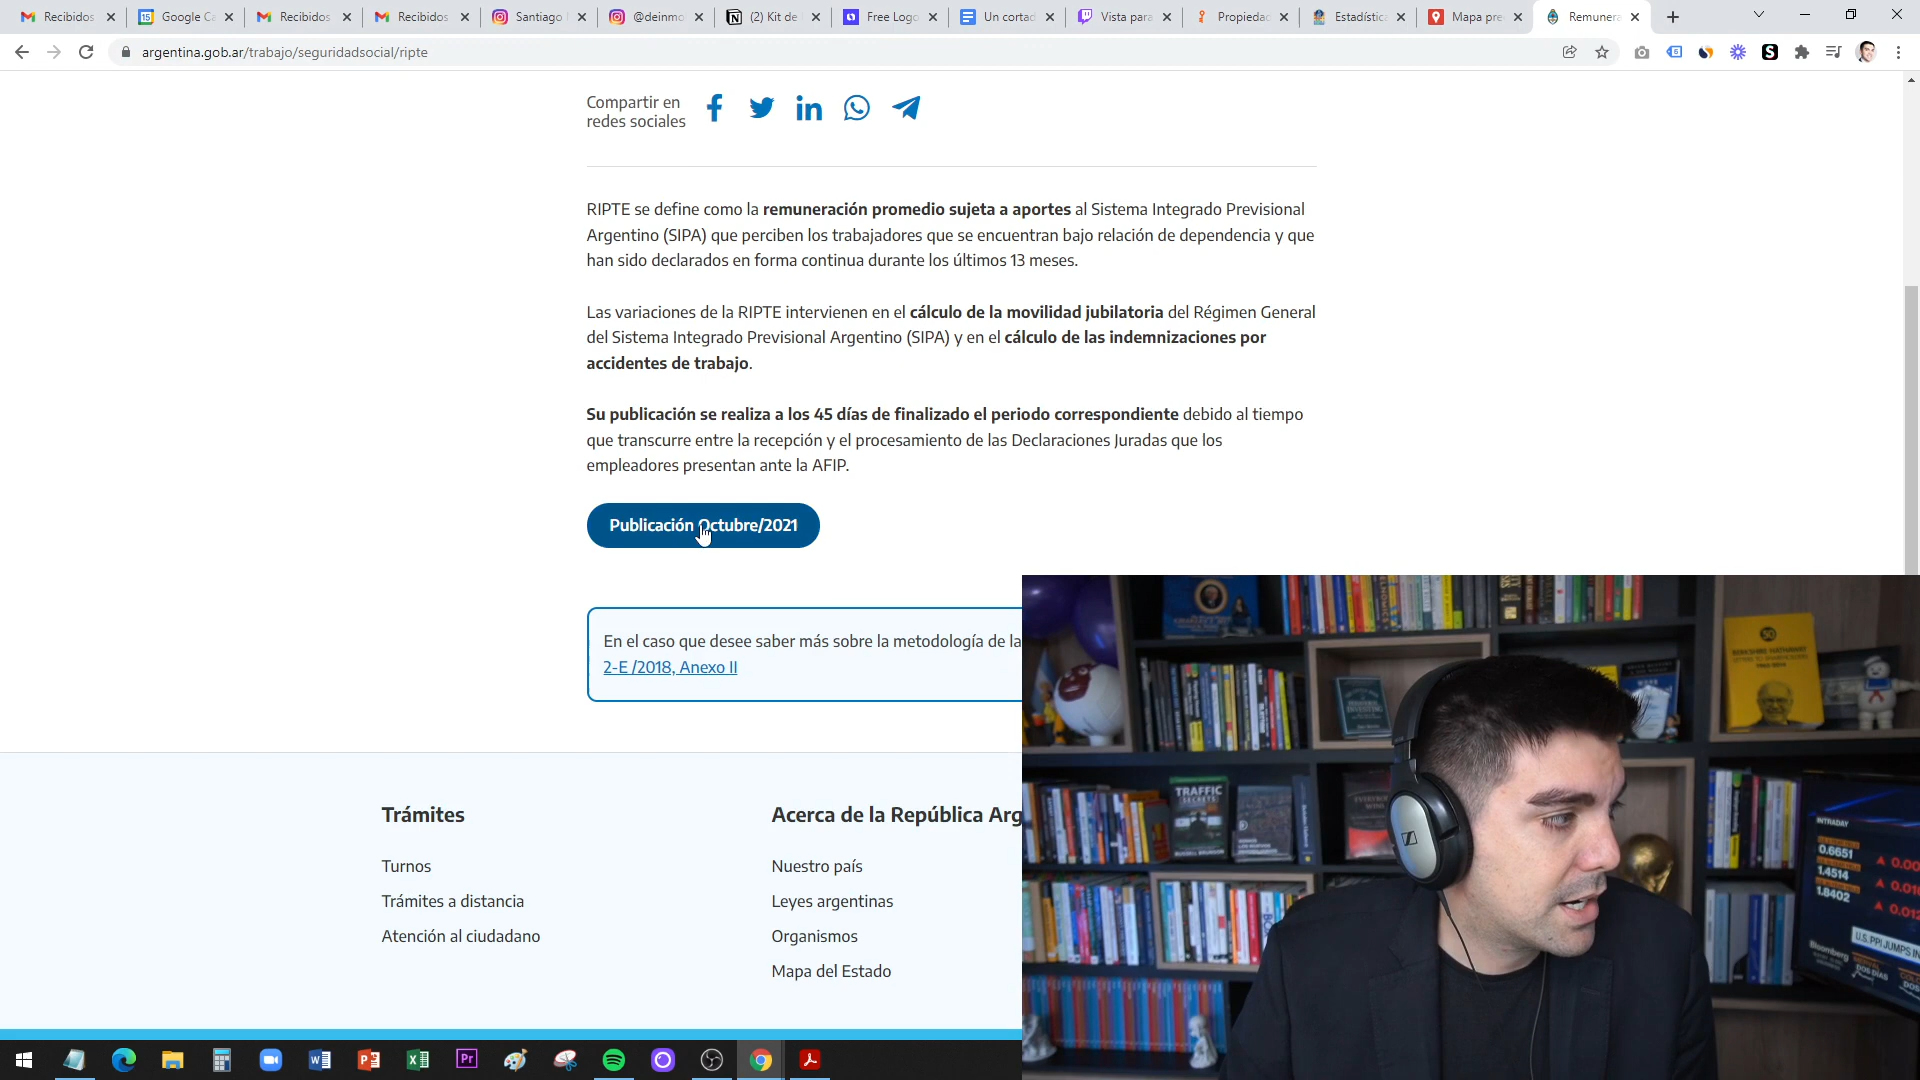 Recibidos
Google Ca
Recibidos
Recibidos
Santiago
@deinmo
(2) Kit de
Free Logo
Un cortad
Vista para
Propiedad
Estadística
Mapa pre
Remunera
argentina.gob.ar/trabajo/seguridadsocial/ripte
Compartir en
redes sociales
RIPTE se define como la remuneración promedio sujeta a aportes al Sistema Integrado Previsional
Argentino (SIPA) que perciben los trabajadores que se encuentran bajo relación de dependencia y que
han sido declarados en forma continua durante los últimos 13 meses.
Las variaciones de la RIPTE intervienen en el cálculo de la movilidad jubilatoria del Régimen General
del Sistema Integrado Previsional Argentino (SIPA) y en el cálculo de las indemnizaciones por
accidentes de trabajo.
Su publicación se realiza a los 45 días de finalizado el periodo correspondiente debido al tiempo
que transcurre entre la recepción y el procesamiento de las Declaraciones Juradas que los
empleadores presentan ante la AFIP.
Publicación Octubre/2021
En el caso que desee saber más sobre la metodología de la
2-E /2018, Anexo II
Trámites
Turnos
Trámites a distancia
Atención al ciudadano
Acerca de la República Arg
Nuestro país
Leyes argentinas
Organismos
Mapa del Estado
TRAFFIC
SECRETS
INTRADAY
0.6651
1.4514
1.8402
U.S. PPI JUMPS IN
Bloomberg